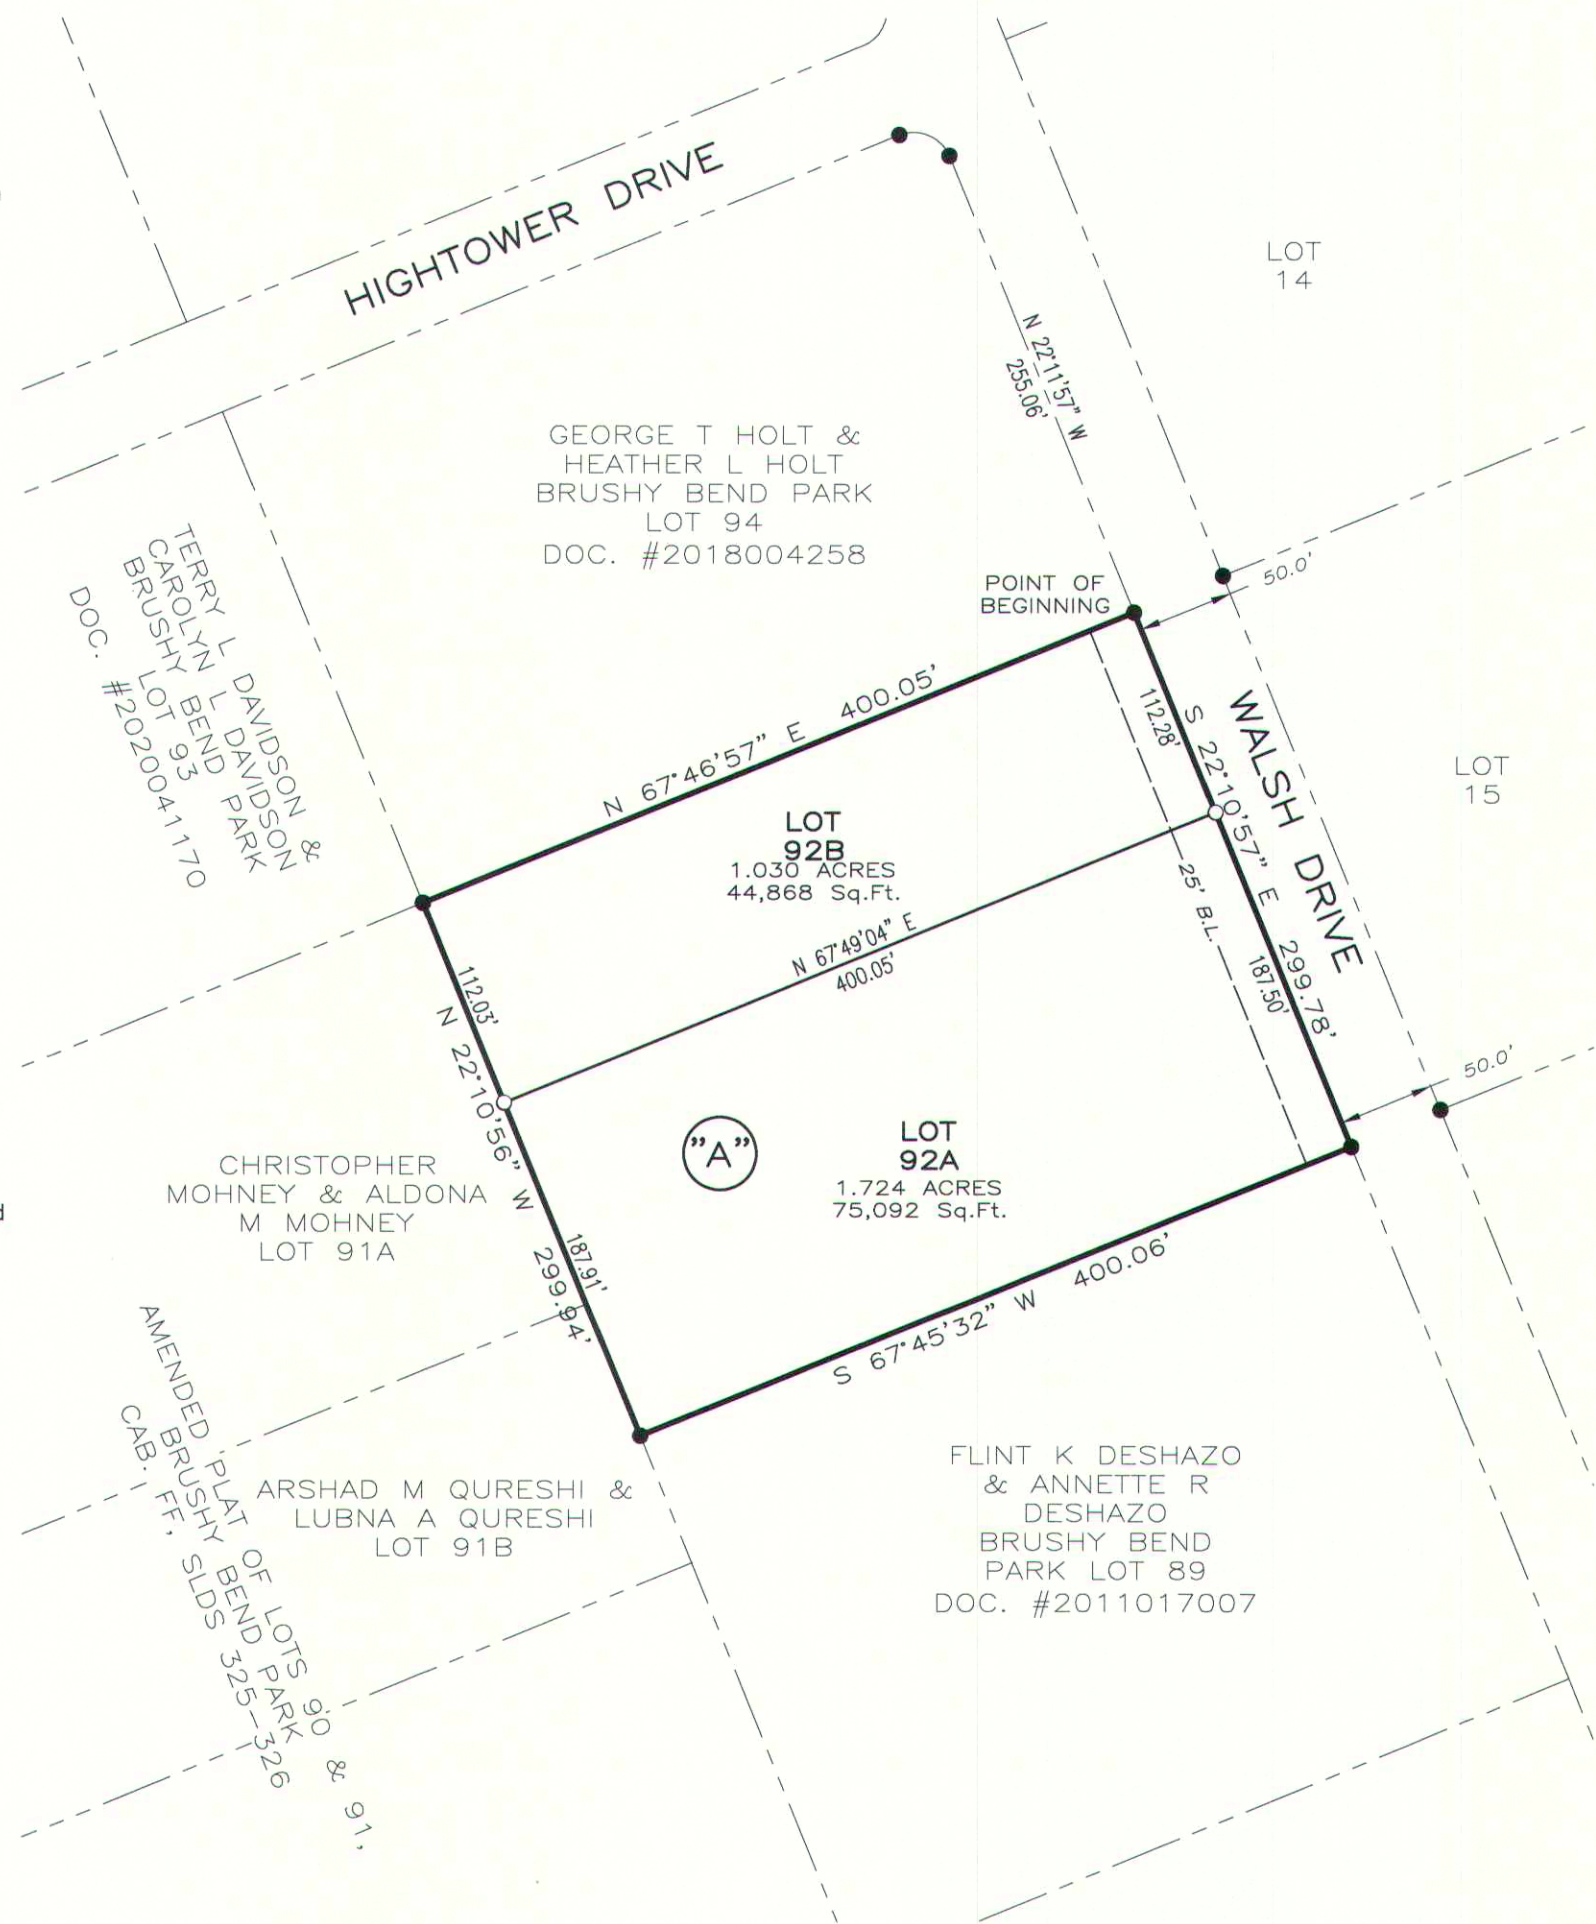 HIGHTOWER DRIVE
LOT
14
N 22°11'57" W
255.06'
GEORGE T HOLT &
HEATHER L HOLT
BRUSHY BEND PARK
LOT 94
DOC. #2018004258
TERRY L DAVIDSON &
CAROLYN L DAVIDSON
BRUSHY BEND PARK
LOT 93
DOC. #2020041170
POINT OF
BEGINNING
50.0'
N 67°46'57" E 400.05'
112.28'
S 22°10'57" E 299.78'
WALSH DRIVE
LOT
15
LOT
92B
1.030 ACRES
44,868 Sq.Ft.
25' B.L.
187.50'
N 67°49'04" E
400.05'
112.03'
N 22°10'56" W 299.94'
187.91'
50.0'
"A"
LOT
92A
1.724 ACRES
75,092 Sq.Ft.
S 67°45'32" W 400.06'
CHRISTOPHER
MOHNEY & ALDONA
M MOHNEY
LOT 91A
AMENDED PLAT OF LOTS 90 & 91,
BRUSHY BEND PARK
CAB. FF, SLDS 325-326
ARSHAD M QURESHI &
LUBNA A QURESHI
LOT 91B
FLINT K DESHAZO
& ANNETTE R
DESHAZO
BRUSHY BEND
PARK LOT 89
DOC. #2011017007